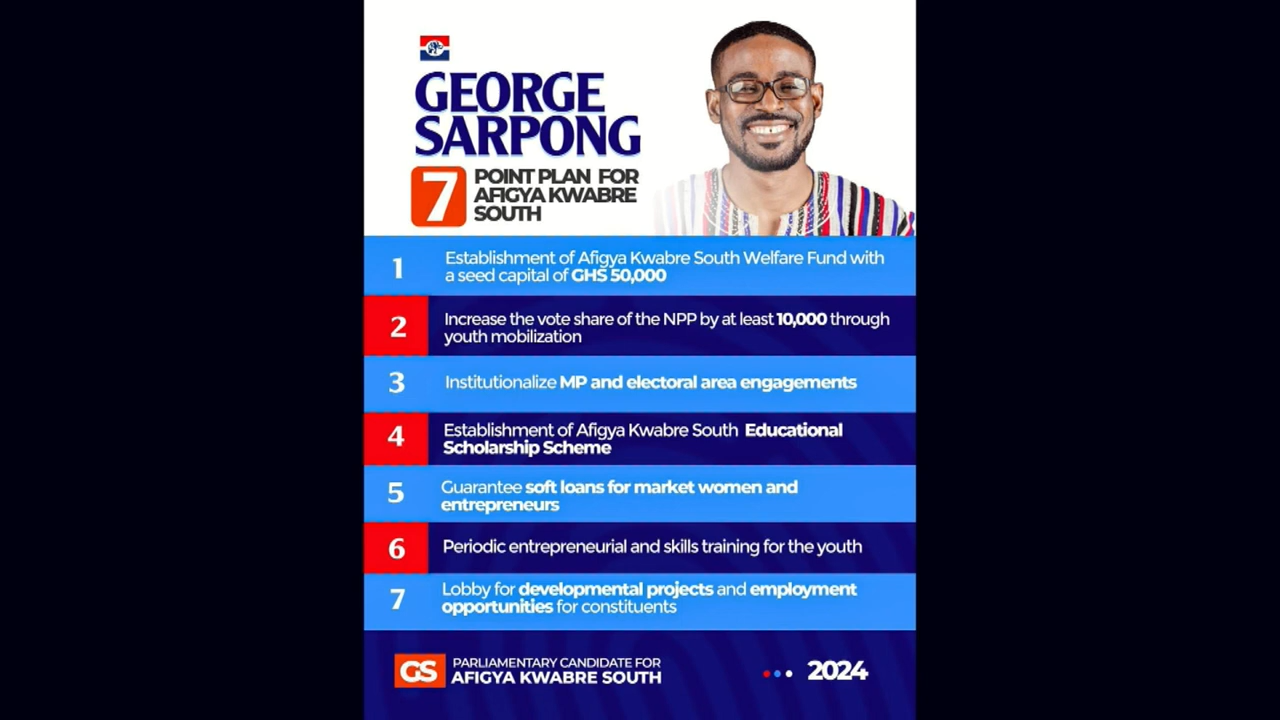 GEORGE
SARPONG
7
POINT PLAN FOR
AFIGYA KWABRE
SOUTH
1
Establishment of Afigya Kwabre South Welfare Fund with
a seed capital of GHS 50,000
2
Increase the vote share of the NPP by at least 10,000 through
youth mobilization
3
Institutionalize MP and electoral area engagements
4
Establishment of Afigya Kwabre South Educational
Scholarship Scheme
5
Guarantee soft loans for market women and
entrepreneurs
6
Periodic entrepreneurial and skills training for the youth
7
Lobby for developmental projects and employment
opportunities for constituents
GS
PARLIAMENTARY CANDIDATE FOR
AFIGYA KWABRE SOUTH
2024